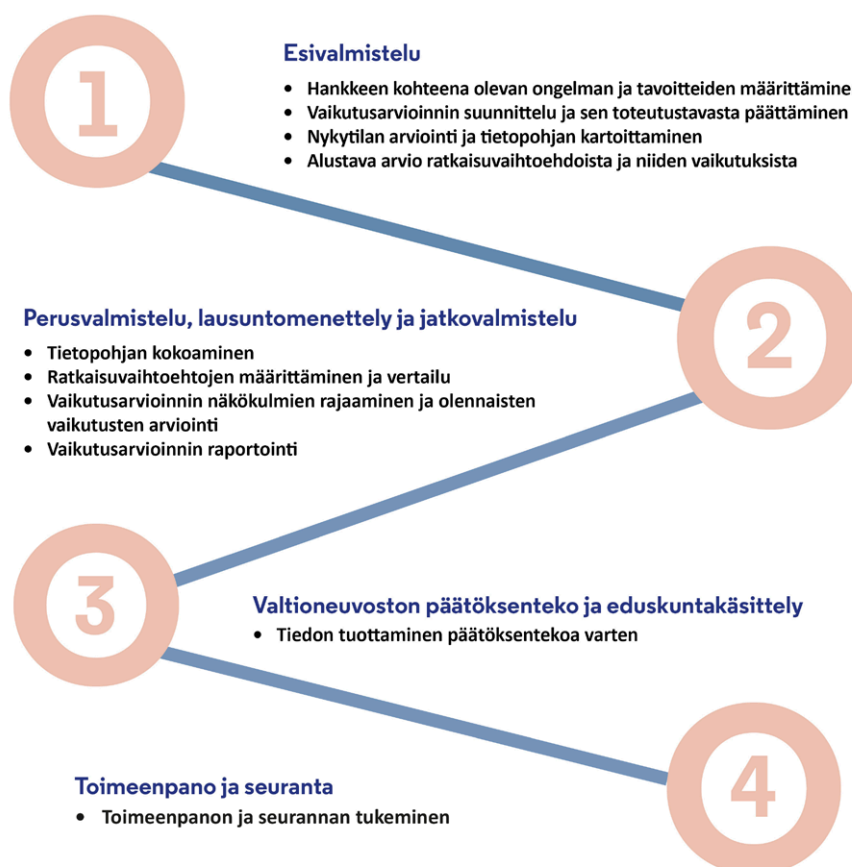 1
Esivalmistelu
• Hankkeen kohteena olevan ongelman ja tavoitteiden määrittäminen
• Vaikutusarvioinnin suunnittelu ja sen toteutustavasta päättäminen
• Nykytilan arviointi ja tietopohjan kartoittaminen
• Alustava arvio ratkaisuvaihtoehdoista ja niiden vaikutuksista
2
Perusvalmistelu, lausuntomenettely ja jatkovalmistelu
• Tietopohjan kokoaminen
• Ratkaisuvaihtoehtojen määrittäminen ja vertailu
• Vaikutusarvioinnin näkökulmien rajaaminen ja olennaisten
vaikutusten arviointi
• Vaikutusarvioinnin raportointi
3
Valtioneuvoston päätöksenteko ja eduskuntakäsittely
• Tiedon tuottaminen päätöksentekoa varten
4
Toimeenpano ja seuranta
• Toimeenpanon ja seurannan tukeminen